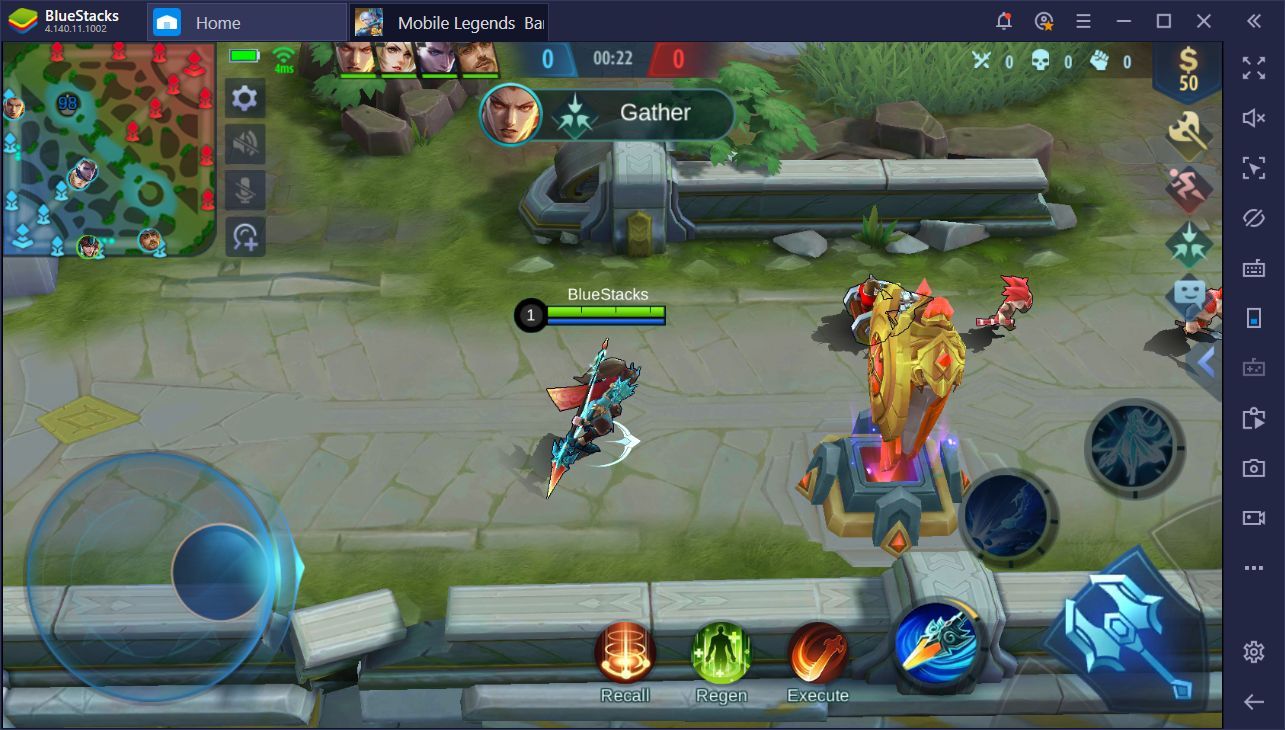 BlueStacks
4.140.11.1002
Home
Mobile Legends Ba
4ms
0
00:22
0
0
0
0
$
50
98
Gather
BlueStacks
1
Recall
Regen
Execute